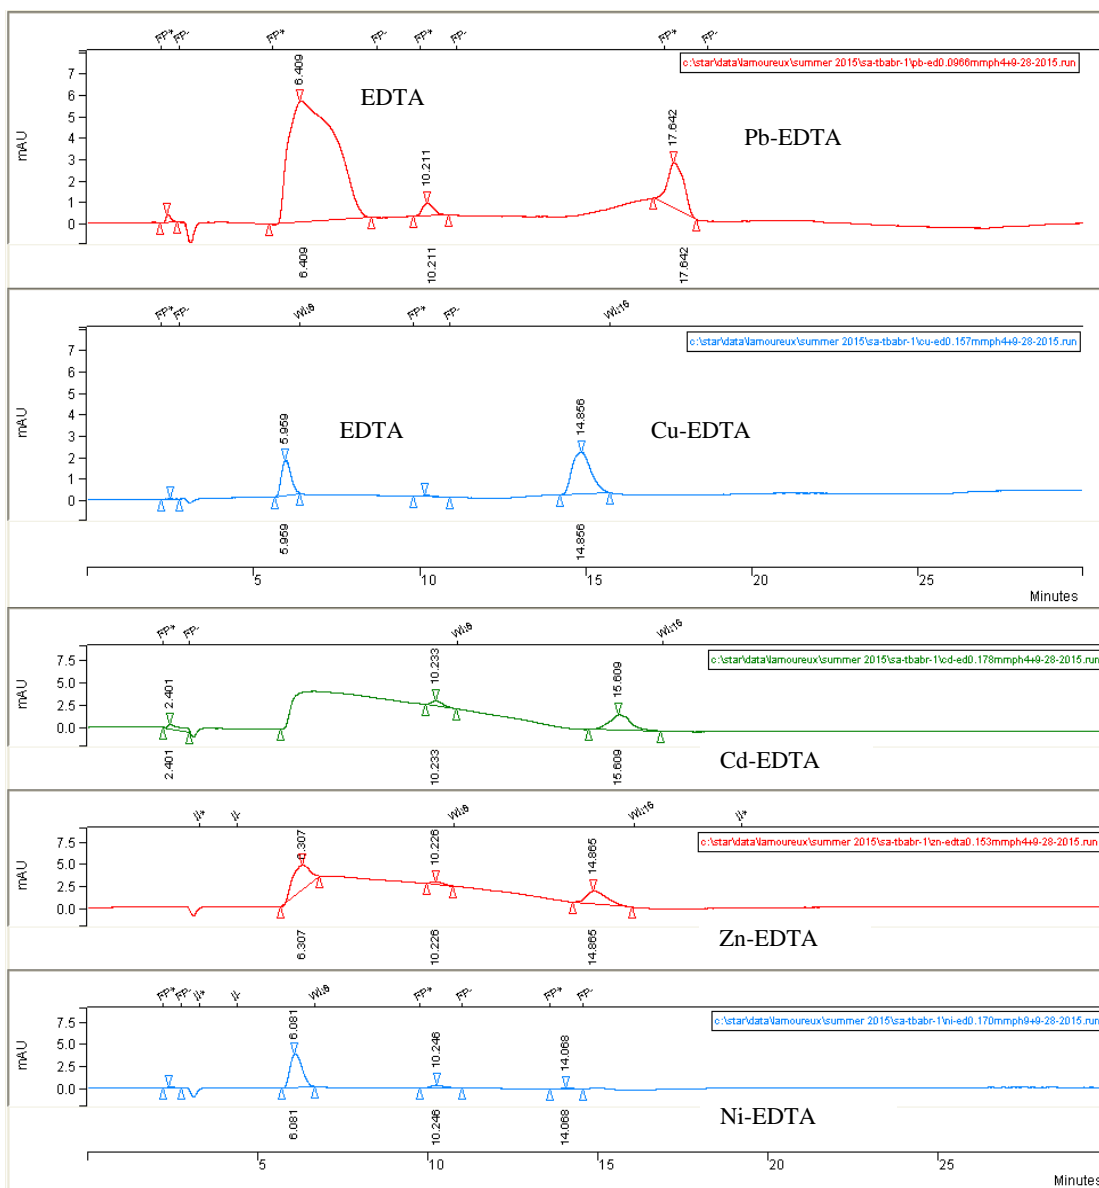 FP* FP- FP* FP- FP* FP- FP* FP-
c:\star\data\lamoureux\summer 2015\sa-tbabr-1\pb-ed0.0966mmph4+9-28-2015.run
7
6
5
4
3
2
1
0
mAU
6.409
EDTA
10.211
17.642
Pb-EDTA
6.409 10.211 17.642
FP* FP- WI:8 FP* FP- WI:16
c:\star\data\lamoureux\summer 2015\sa-tbabr-1\cu-ed0.157mmph4+9-28-2015.run
7
6
5
4
3
2
1
0
mAU
5.959
EDTA
14.856
Cu-EDTA
5.959 14.856
5 10 15 20 25
Minutes
FP* FP- WI:8 WI:16
c:\star\data\lamoureux\summer 2015\sa-tbabr-1\cd-ed0.178mmph4+9-28-2015.run
7.5
5.0
2.5
0.0
mAU
2.401 10.233 15.609
2.401 10.233 15.609
Cd-EDTA
II* II- WI:8 WI:16 II*
c:\star\data\lamoureux\summer 2015\sa-tbabr-1\zn-edta0.153mmph4+9-28-2015.run
7.5
5.0
2.5
0.0
mAU
6.307 10.226 14.865
6.307 10.226 14.865
Zn-EDTA
FP* FP- II* II- WI:8 FP* FP- FP* FP-
c:\star\data\lamoureux\summer 2015\sa-tbabr-1\ni-ed0.170mmph9+9-28-2015.run
7.5
5.0
2.5
0.0
mAU
6.081 10.246 14.068
6.081 10.246 14.068
Ni-EDTA
5 10 15 20 25
Minutes